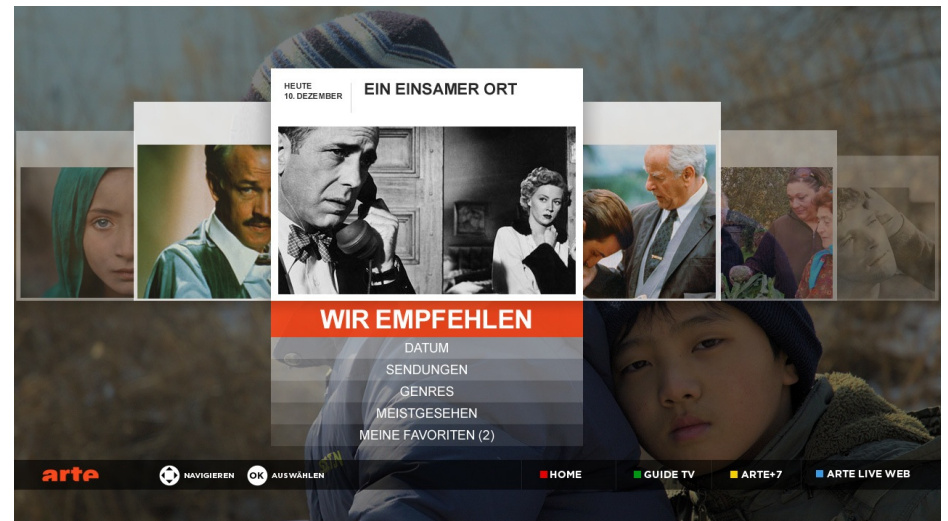 HEUTE
10. DEZEMBER
EIN EINSAMER ORT
WIR EMPFEHLEN
DATUM
SENDUNGEN
GENRES
MEISTGESEHEN
MEINE FAVORITEN (2)
arte
NAVIGIEREN
OK AUSWÄHLEN
HOME
GUIDE TV
ARTE+7
ARTE LIVE WEB